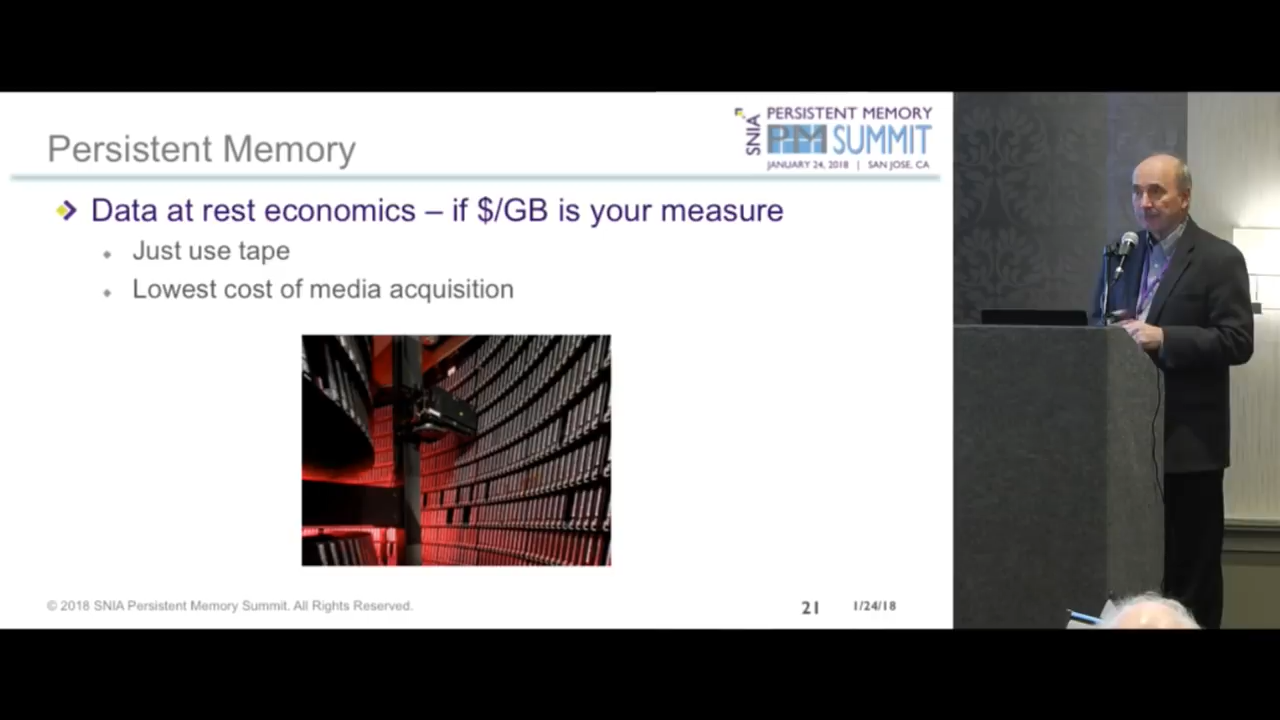 Persistent Memory
SNIA
PERSISTENT MEMORY
PM SUMMIT
JANUARY 24, 2018 | SAN JOSE, CA
Data at rest economics – if $/GB is your measure
Just use tape
Lowest cost of media acquisition
© 2018 SNIA Persistent Memory Summit. All Rights Reserved.
21
1/24/18